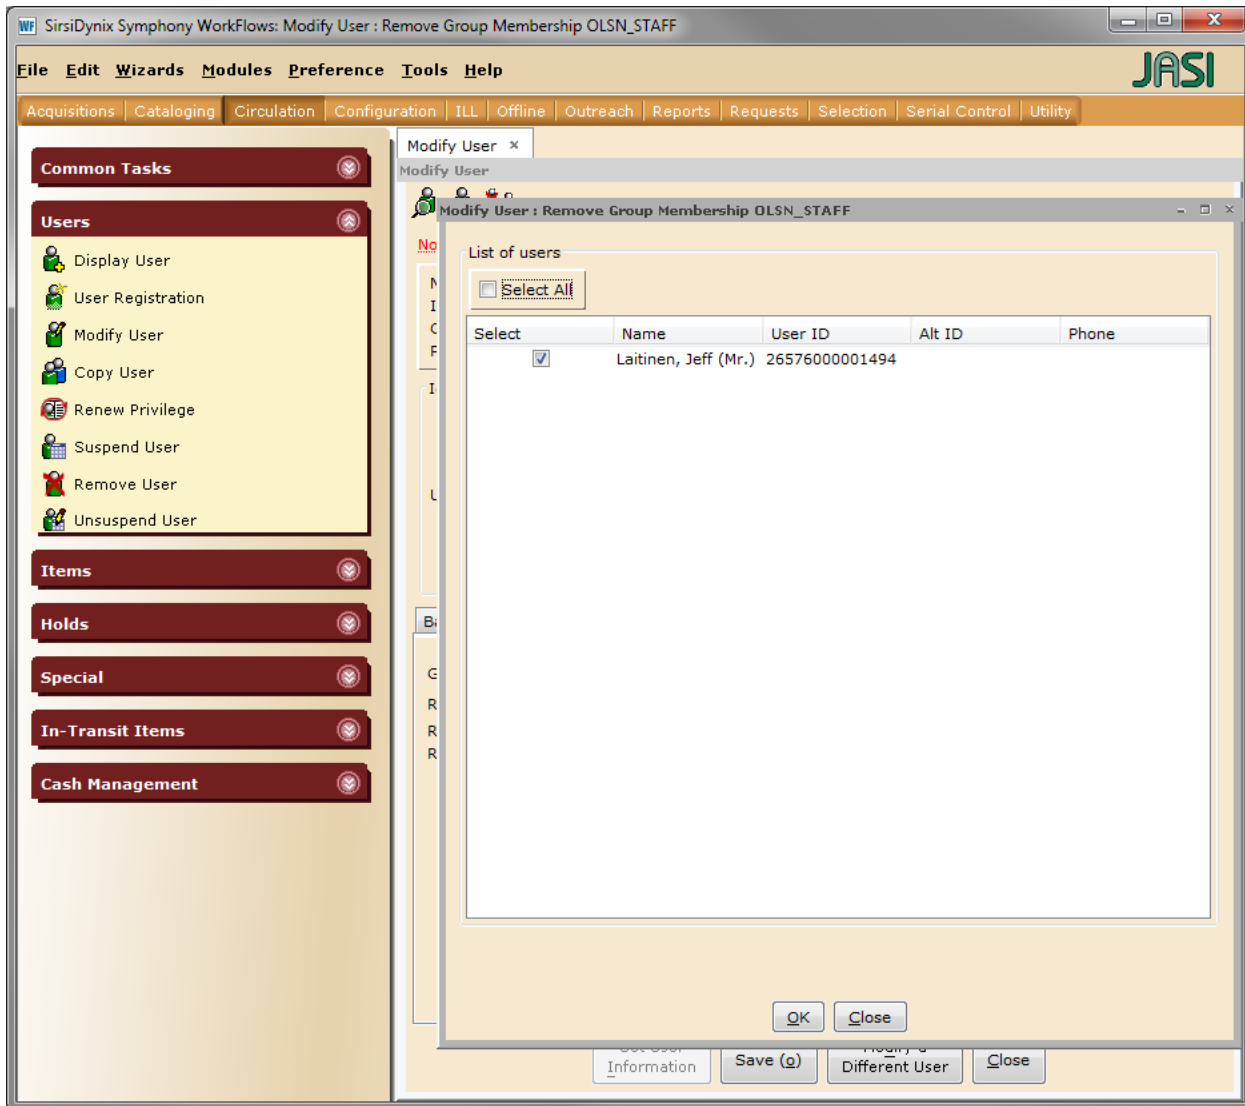 WF SirsiDynix Symphony WorkFlows: Modify User : Remove Group Membership OLSN_STAFF
File Edit Wizards Modules Preference Tools Help
JASI
Acquisitions Cataloging Circulation Configuration ILL Offline Outreach Reports Requests Selection Serial Control Utility
Common Tasks
Users
Display User
User Registration
Modify User
Copy User
Renew Privilege
Suspend User
Remove User
Unsuspend User
Items
Holds
Special
In-Transit Items
Cash Management
Modify User
Modify User
Modify User : Remove Group Membership OLSN_STAFF
List of users
Select All
Select Name User ID Alt ID Phone
Laitinen, Jeff (Mr.) 26576000001494
OK Close
Information
Save (o)
Different User
Close